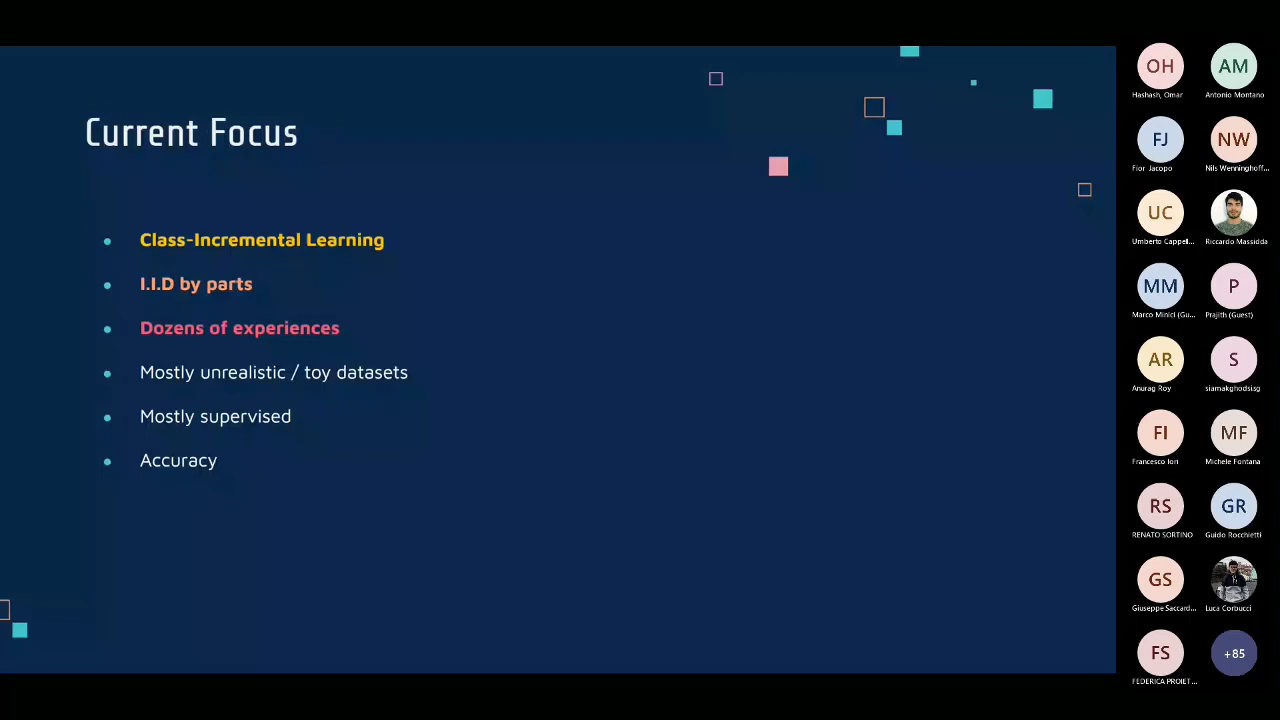 Current Focus
Class-Incremental Learning
I.I.D by parts
Dozens of experiences
Mostly unrealistic / toy datasets
Mostly supervised
Accuracy
OH AM
Hashash, Omar Antonio Montano
FJ NW
Fior Jacopo Nils Wenninghoff...
UC
Umberto Cappell... Riccardo Massidda
MM P
Marco Minici (Gu... Prajith (Guest)
AR S
Anurag Roy siamakghodsi.sg
FI MF
Francesco Iori Michele Fontana
RS GR
RENATO SORTINO Guido Rocchietti
GS
Giuseppe Saccard... Luca Corbucci
FS +85
FEDERICA PROIET...